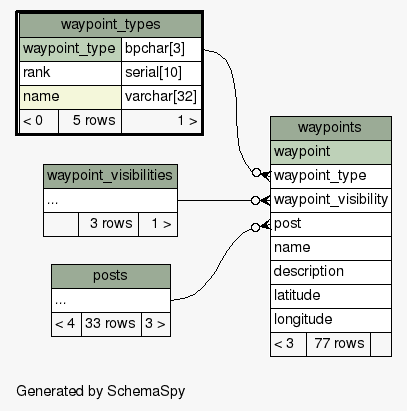 waypoint_types
waypoint_type bpchar[3]
rank serial[10]
name varchar[32]
< 0 5 rows 1 >
waypoint_visibilities
...
3 rows 1 >
posts
...
< 4 33 rows 3 >
waypoints
waypoint
waypoint_type
waypoint_visibility
post
name
description
latitude
longitude
< 3 77 rows
Generated by SchemaSpy